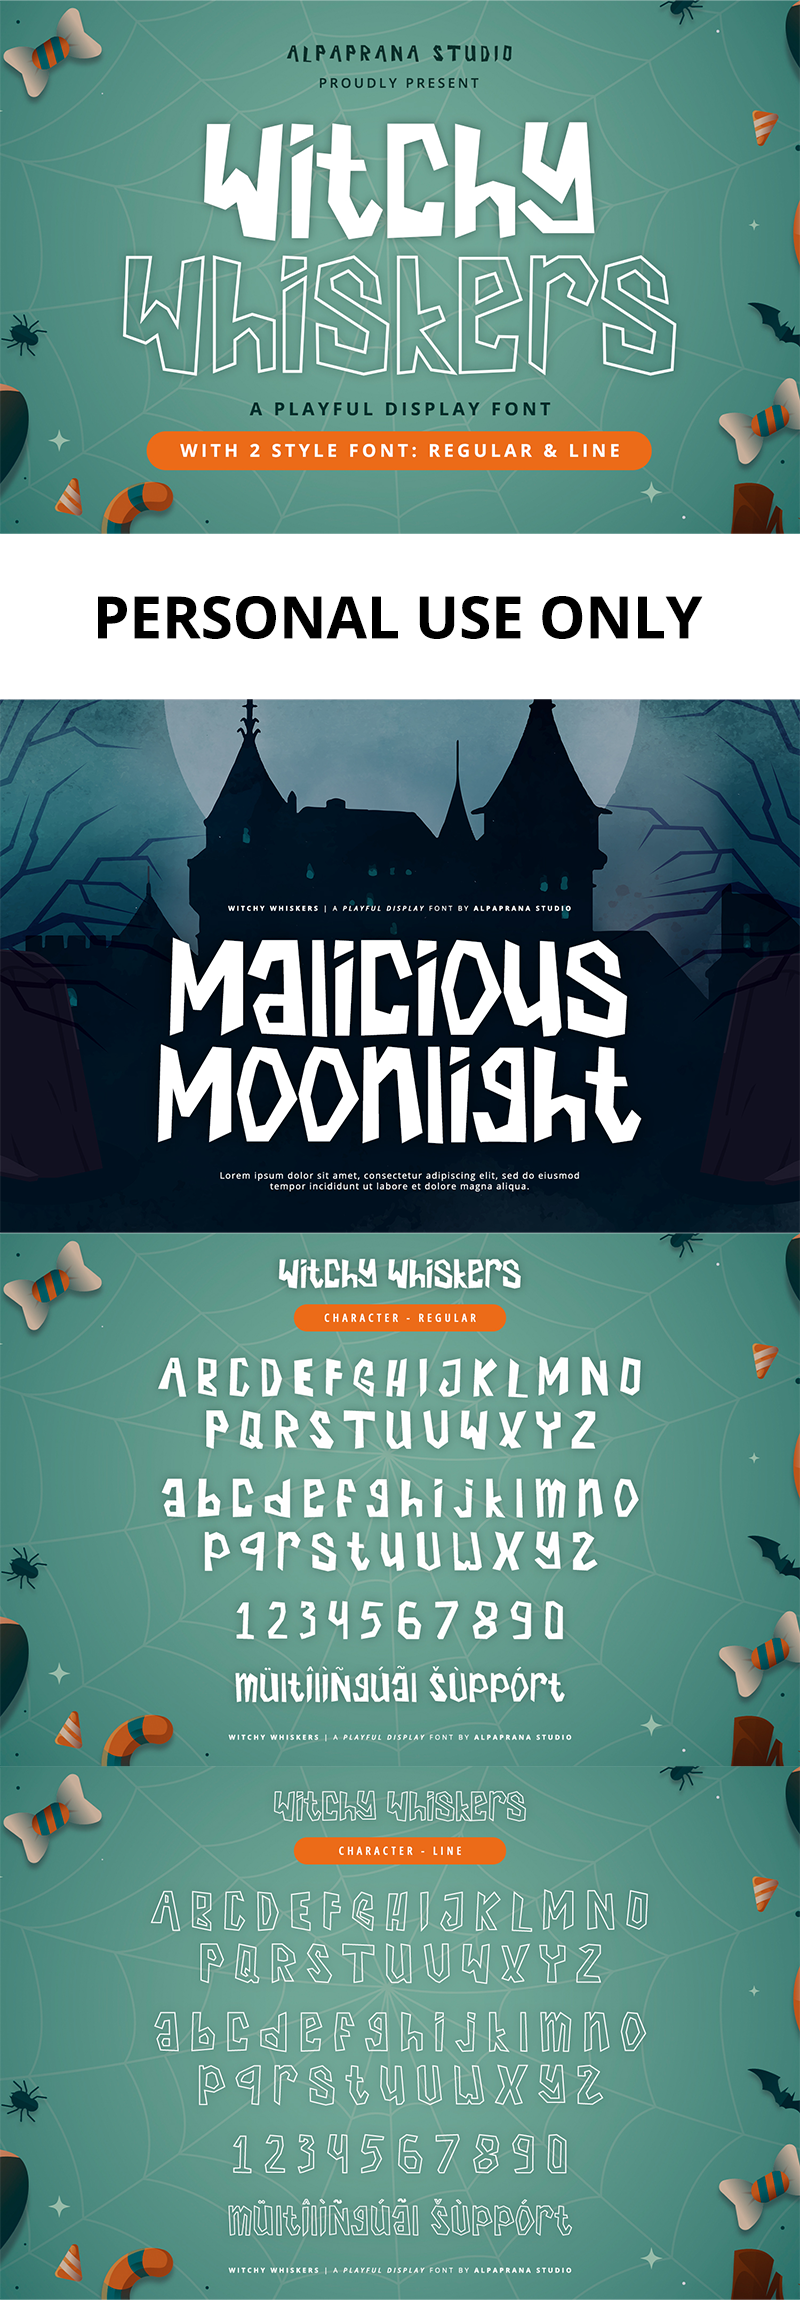 ALPAPRANA STUDIO
PROUDLY PRESENT
Witchy
Whiskers
A PLAYFUL DISPLAY FONT
WITH 2 STYLE FONT: REGULAR & LINE
PERSONAL USE ONLY
WITCHY WHISKERS | A PLAYFUL DISPLAY FONT BY ALPAPRANA STUDIO
Malicious
Moonlight
Lorem ipsum dolor sit amet, consectetur adipiscing elit, sed do eiusmod
tempor incididunt ut labore et dolore magna aliqua.
Witchy Whiskers
CHARACTER - REGULAR
ABCDEFGHIJKLMNO
PQRSTUVWXYZ
abcdefghijklmno
pqrstuvwxyz
1234567890
mültîlìÑgúãl Šùppórt
WITCHY WHISKERS | A PLAYFUL DISPLAY FONT BY ALPAPRANA STUDIO
Witchy Whiskers
CHARACTER - LINE
ABCDEFGHIJKLMNO
PQRSTUVWXYZ
abcdefghijklmno
pqrstuvwxyz
1234567890
mültîlìÑgúãl Šùppórt
WITCHY WHISKERS | A PLAYFUL DISPLAY FONT BY ALPAPRANA STUDIO